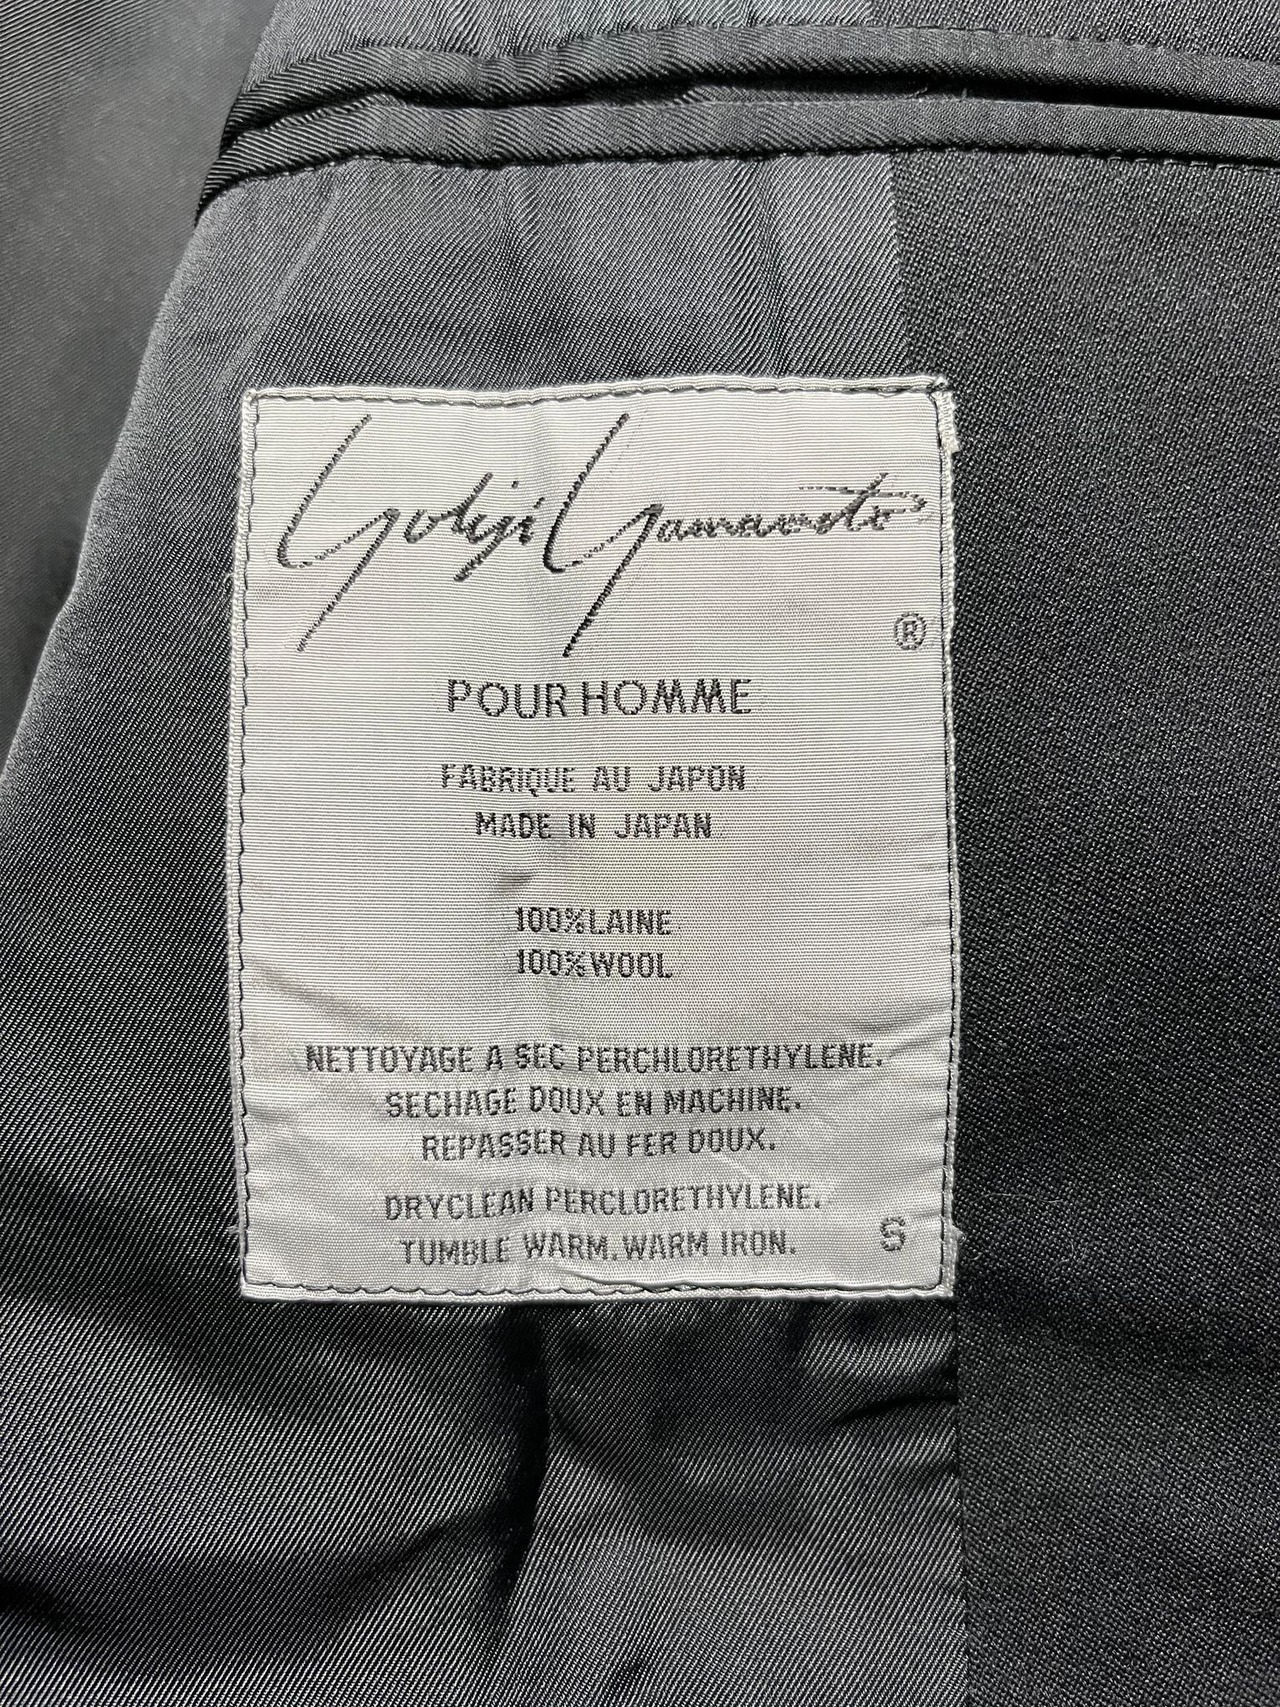 Yohji Yamamoto
®
POUR HOMME
FABRIQUE AU JAPON
MADE IN JAPAN
100%LAINE
100%WOOL
NETTOYAGE A SEC PERCHLORETHYLENE.
SECHAGE DOUX EN MACHINE.
REPASSER AU FER DOUX.
DRYCLEAN PERCLORETHYLENE.
TUMBLE WARM. WARM IRON.
S